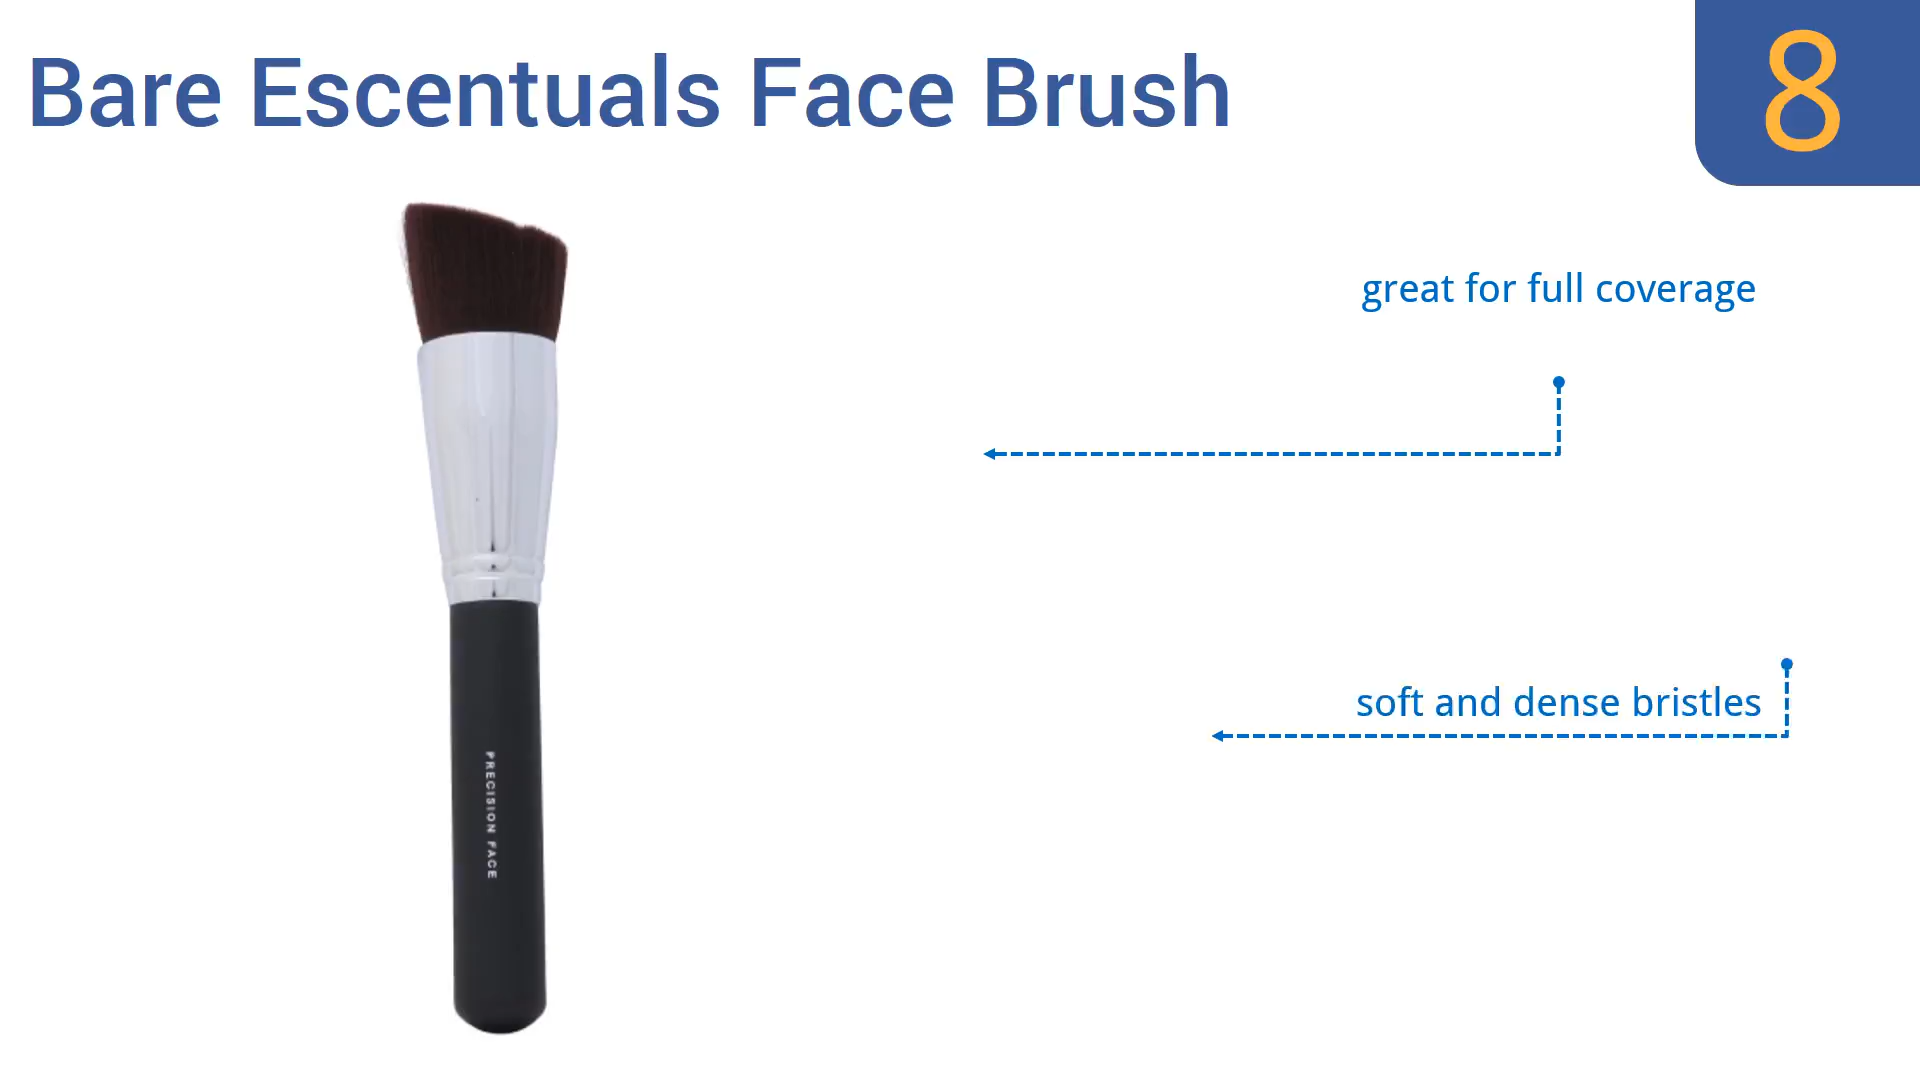 Bare Escentuals Face Brush
8
great for full coverage
soft and dense bristles
PRECISION FACE